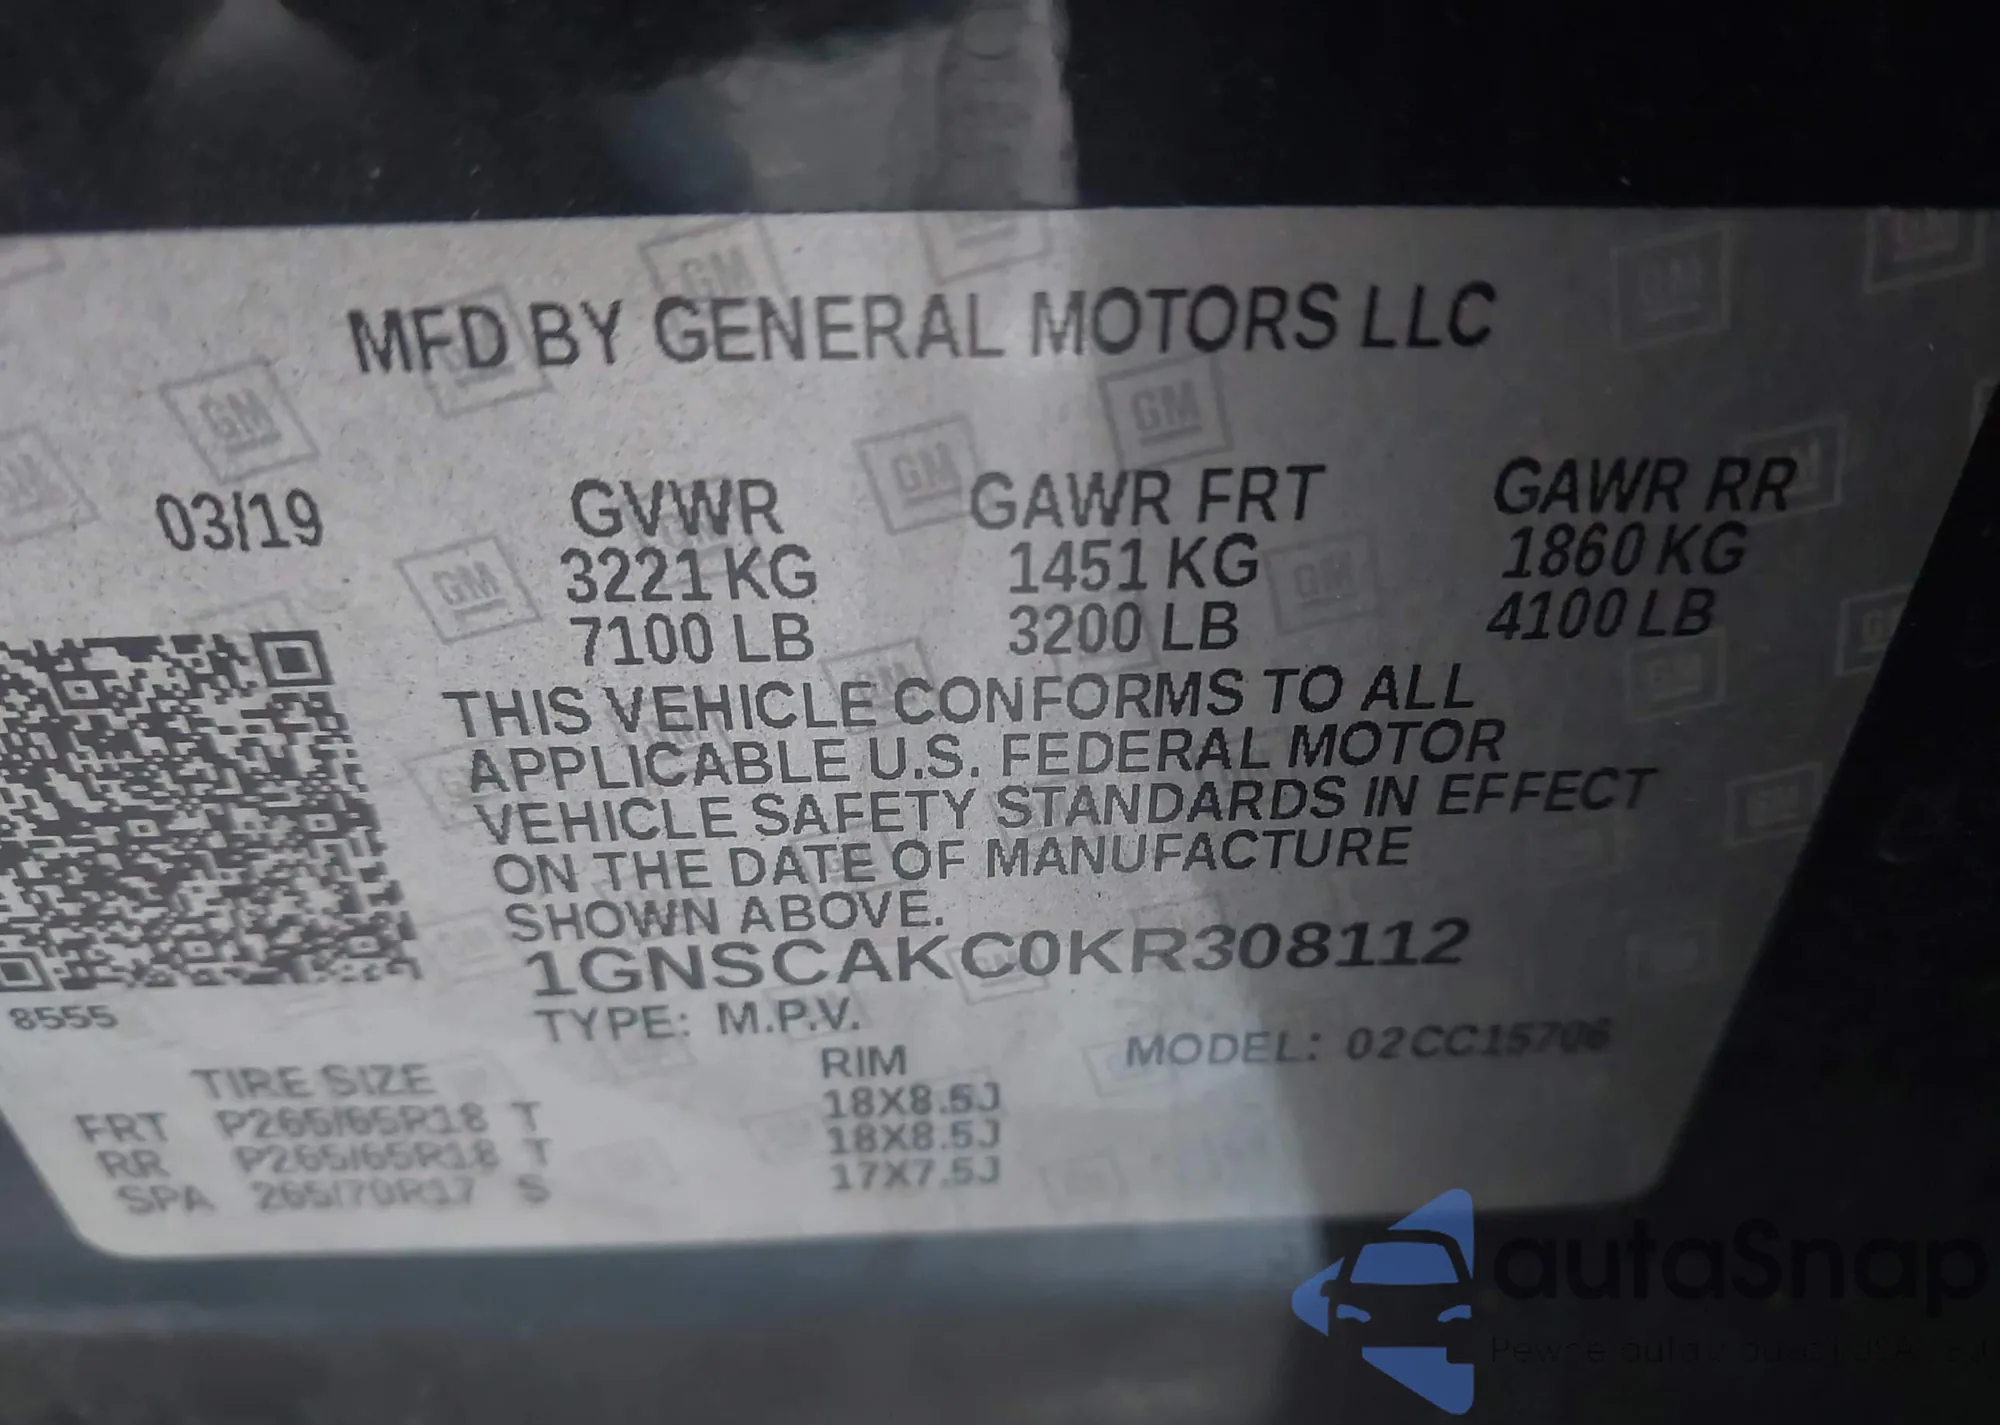 MFD BY GENERAL MOTORS LLC
03/19 GVWR GAWR FRT GAWR RR
3221 KG 1451 KG 1860 KG
7100 LB 3200 LB 4100 LB
THIS VEHICLE CONFORMS TO ALL
APPLICABLE U.S. FEDERAL MOTOR
VEHICLE SAFETY STANDARDS IN EFFECT
ON THE DATE OF MANUFACTURE
SHOWN ABOVE.
1GNSCAKC0KR308112
8555 TYPE: M.P.V. MODEL: 02CC15706
TIRE SIZE RIM
FRT P265/65R18 T 18X8.5J
RR P265/65R18 T 18X8.5J
SPA 265/70R17 S 17X7.5J
autaSnap